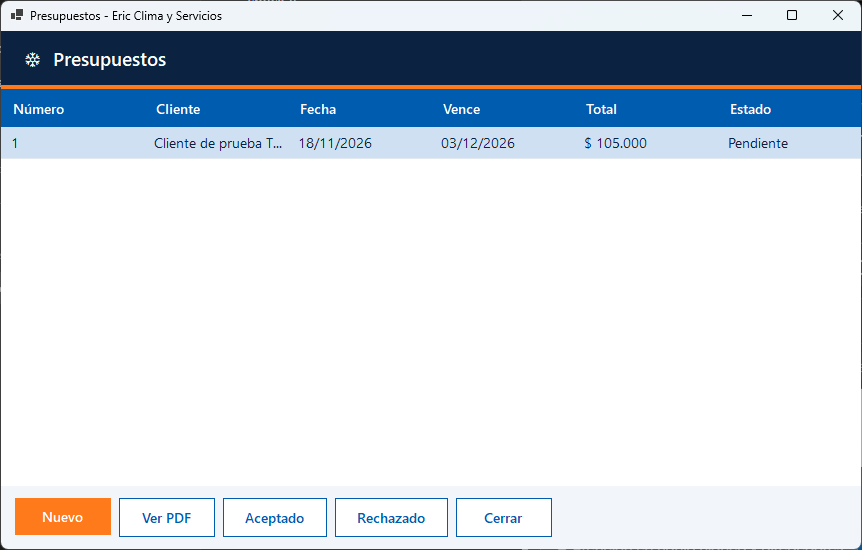 Presupuestos - Eric Clima y Servicios
Presupuestos
Número Cliente Fecha Vence Total Estado
1 Cliente de prueba T... 18/11/2026 03/12/2026 $ 105.000 Pendiente
Nuevo Ver PDF Aceptado Rechazado Cerrar